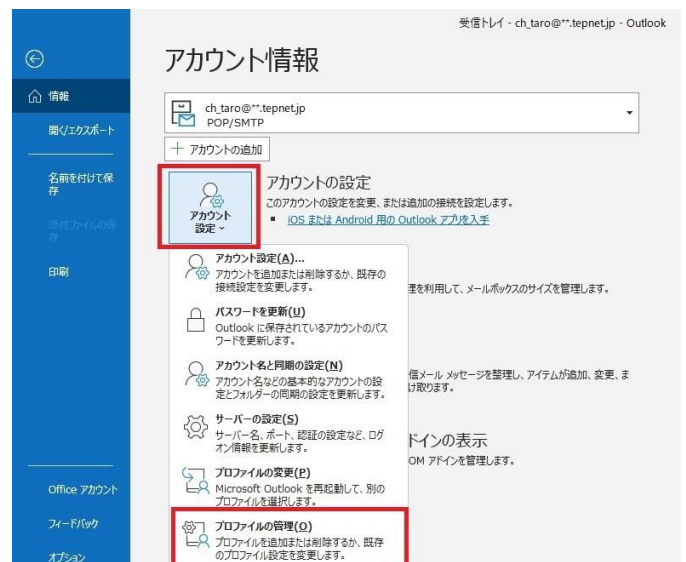 受信トレイ - ch_taro@**.tepnet.jp - Outlook
アカウント情報
情報
開く/エクスポート
名前を付けて保
存
添付ファイルの保
存
印刷
Office アカウント
フィードバック
オプション
ch_taro@**.tepnet.jp
POP/SMTP
アカウントの追加
アカウント
設定
アカウントの設定
このアカウントの設定を変更、または追加の接続を設定します。
iOS または Android 用の Outlook アプリを入手
アカウント設定(A)...
アカウントを追加または削除するか、既存の
接続設定を変更します。
パスワードを更新(U)
Outlook に保存されているアカウントのパス
ワードを更新します。
アカウント名と同期の設定(N)
アカウント名などの基本的なアカウントの設
定とフォルダーの同期の設定を更新します。
サーバーの設定(S)
サーバー名、ポート、認証の設定など、ログ
オン情報を更新します。
プロファイルの変更(P)
Microsoft Outlook を再起動して、別の
プロファイルを選択します。
プロファイルの管理(O)
プロファイルを追加または削除するか、既存
のプロファイル設定を変更します。
理を利用して、メールボックスのサイズを管理します。
信メール メッセージを整理し、アイテムが追加、変更、ま
け取ります。
ドインの表示
OM アドインを管理します。